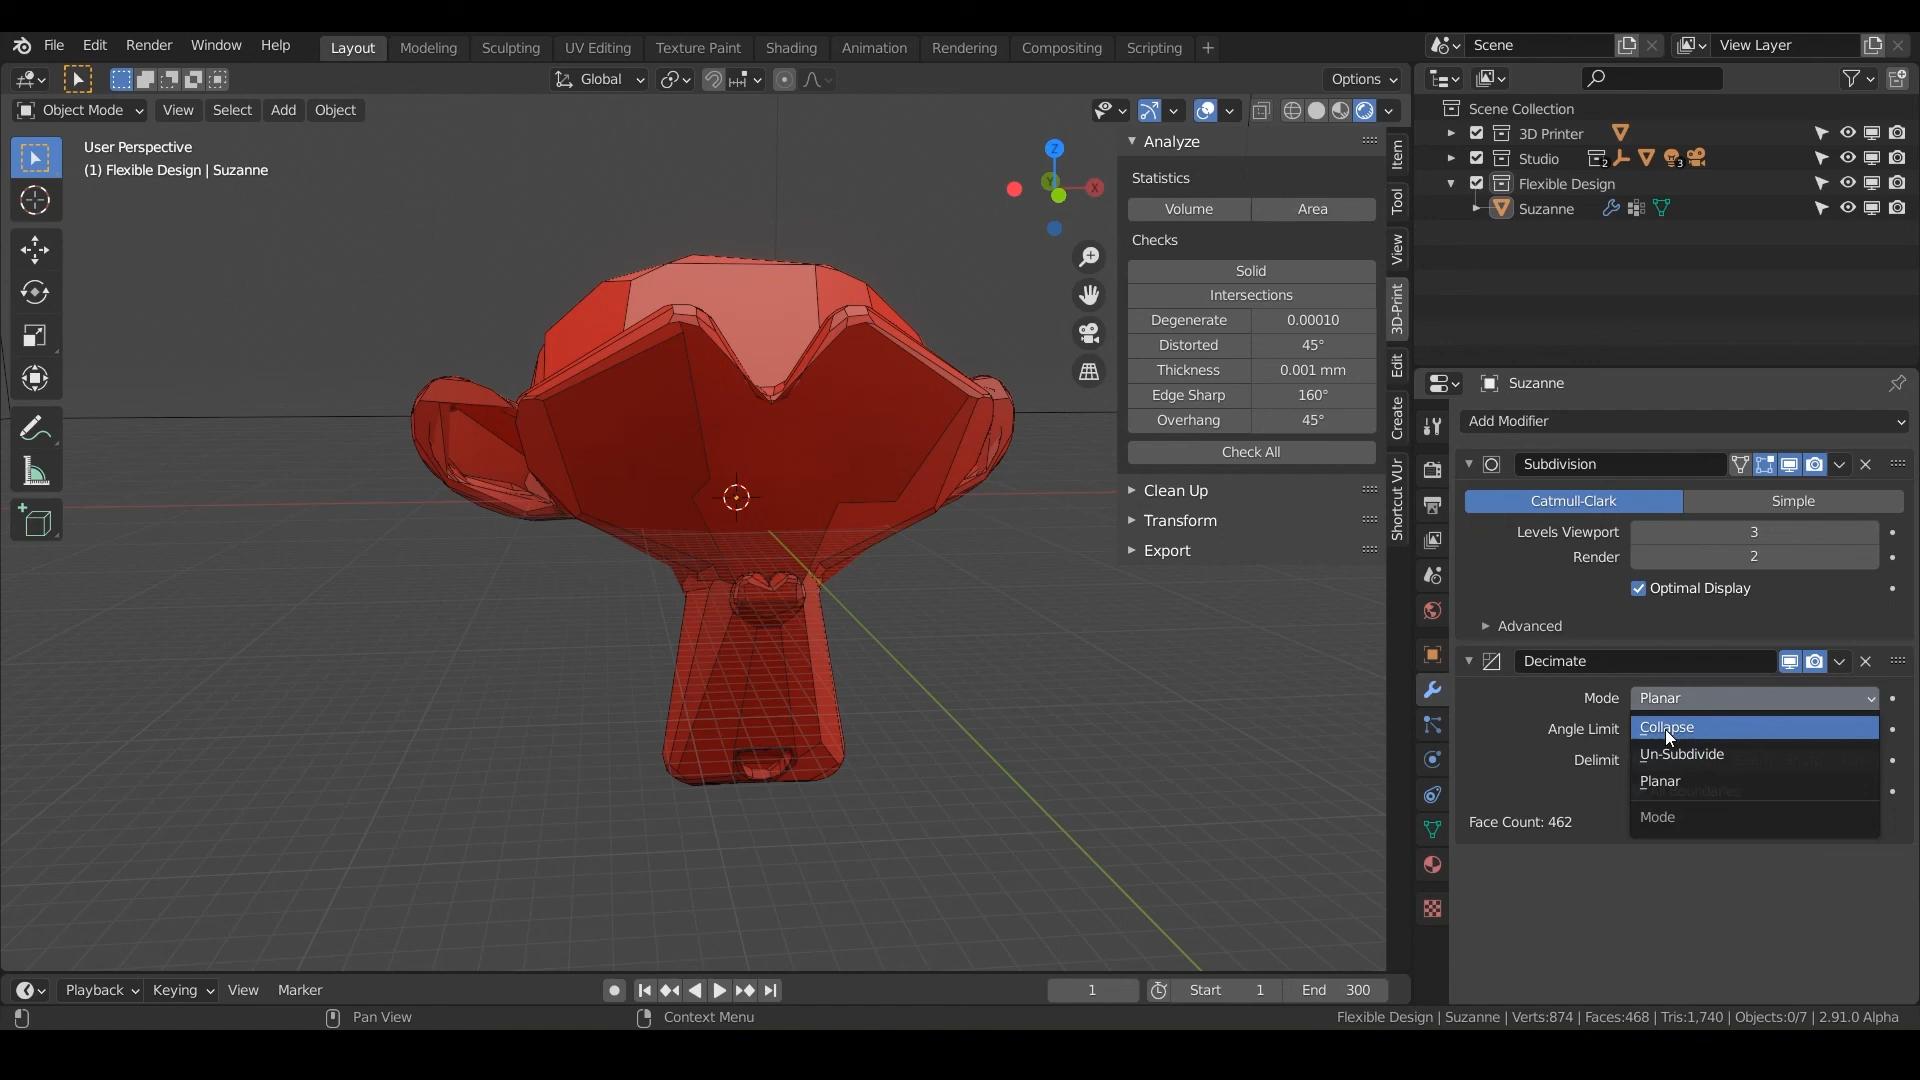 File Edit Render Window Help Layout Modeling Sculpting UV Editing Texture Paint Shading Animation Rendering Compositing Scripting + Scene View Layer
Global Options
Object Mode View Select Add Object
Scene Collection
3D Printer
Studio 2 3
Flexible Design
Suzanne
User Perspective
(1) Flexible Design | Suzanne
Z
Y
X
Analyze
Statistics
Volume Area
Checks
Solid
Intersections
Degenerate 0.00010
Distorted 45°
Thickness 0.001 mm
Edge Sharp 160°
Overhang 45°
Check All
Clean Up
Transform
Export
Item
Tool
View
3D-Print
Edit
Create
Shortcut VUr
Suzanne
Add Modifier
Subdivision
Catmull-Clark Simple
Levels Viewport 3
Render 2
Optimal Display
Advanced
Decimate
Mode Planar
Angle Limit Collapse
Un-Subdivide
Delimit
Planar
Mode
Face Count: 462
Playback Keying View Marker 1 Start 1 End 300
Pan View Context Menu Flexible Design | Suzanne | Verts:874 | Faces:468 | Tris:1,740 | Objects:0/7 | 2.91.0 Alpha